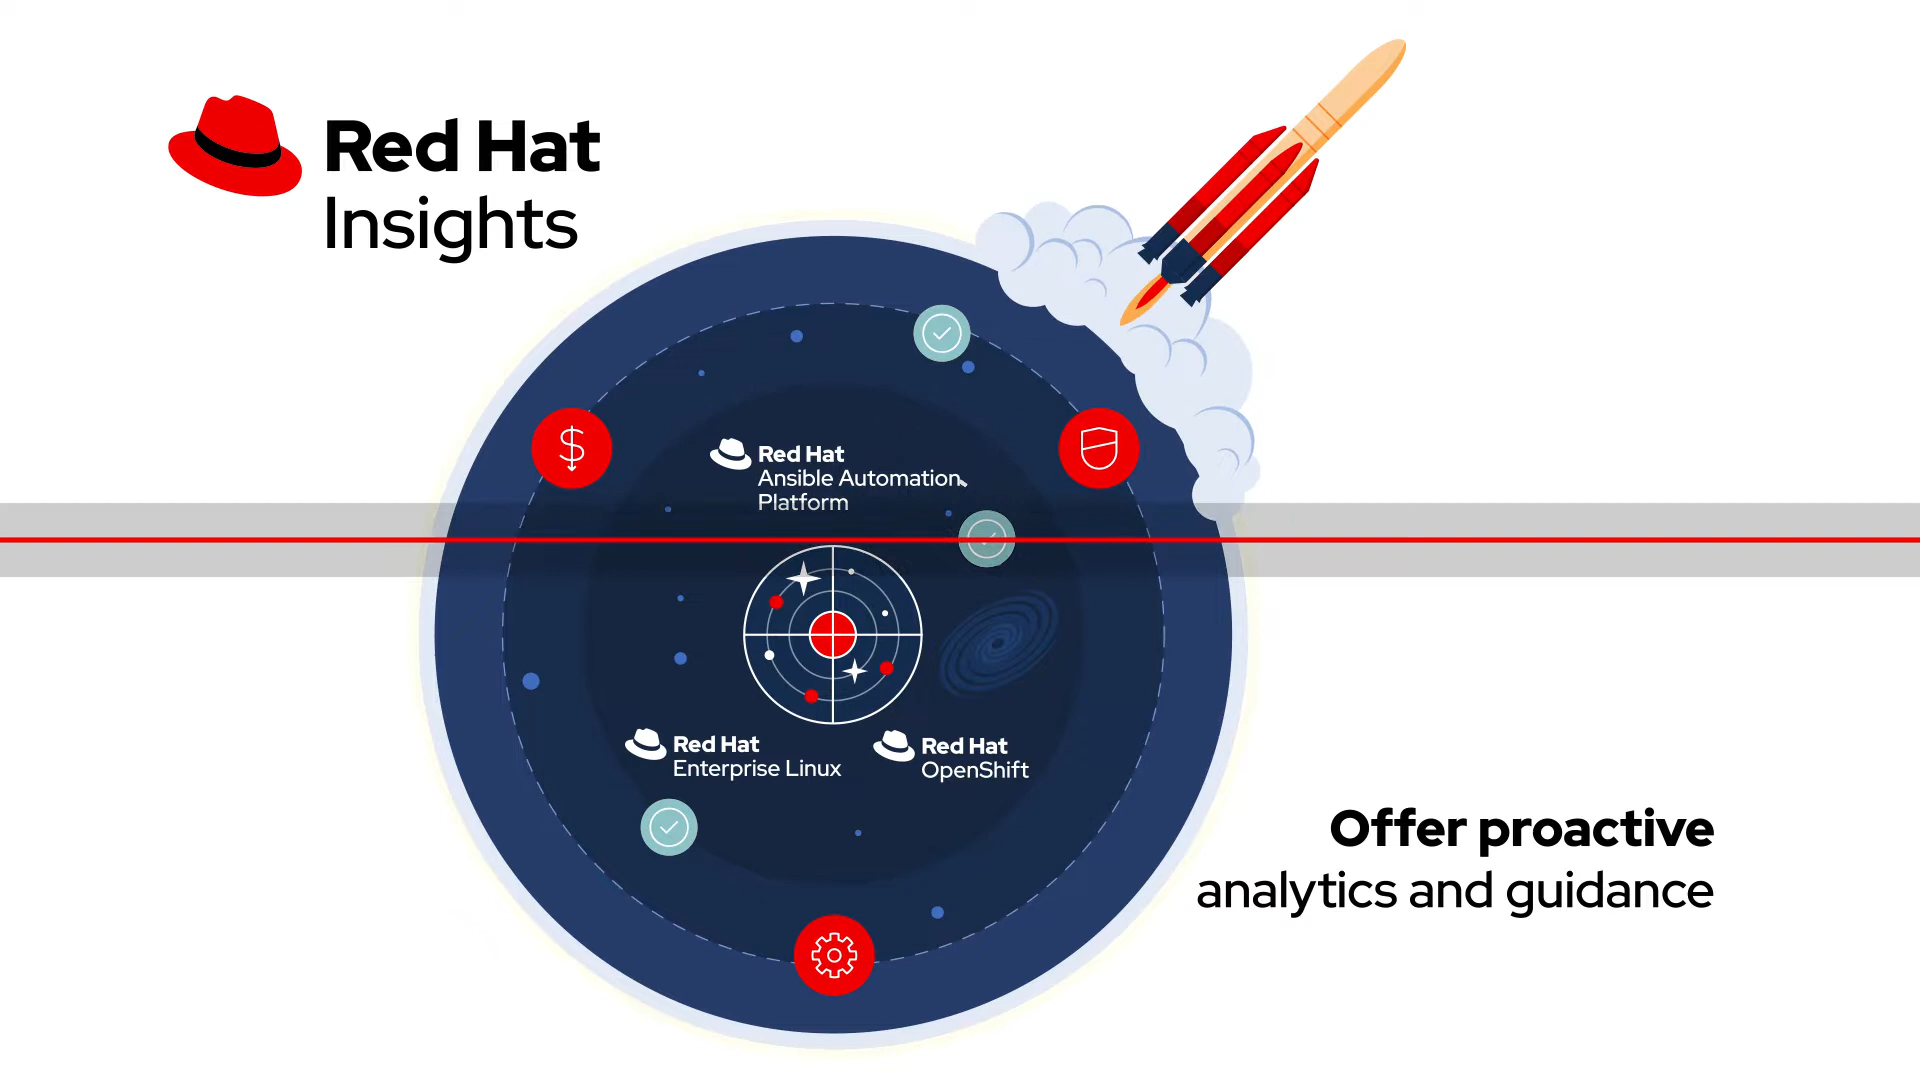 Red Hat
Insights
Red Hat
Ansible Automation
Platform
Red Hat
Enterprise Linux
Red Hat
OpenShift
Offer proactive
analytics and guidance